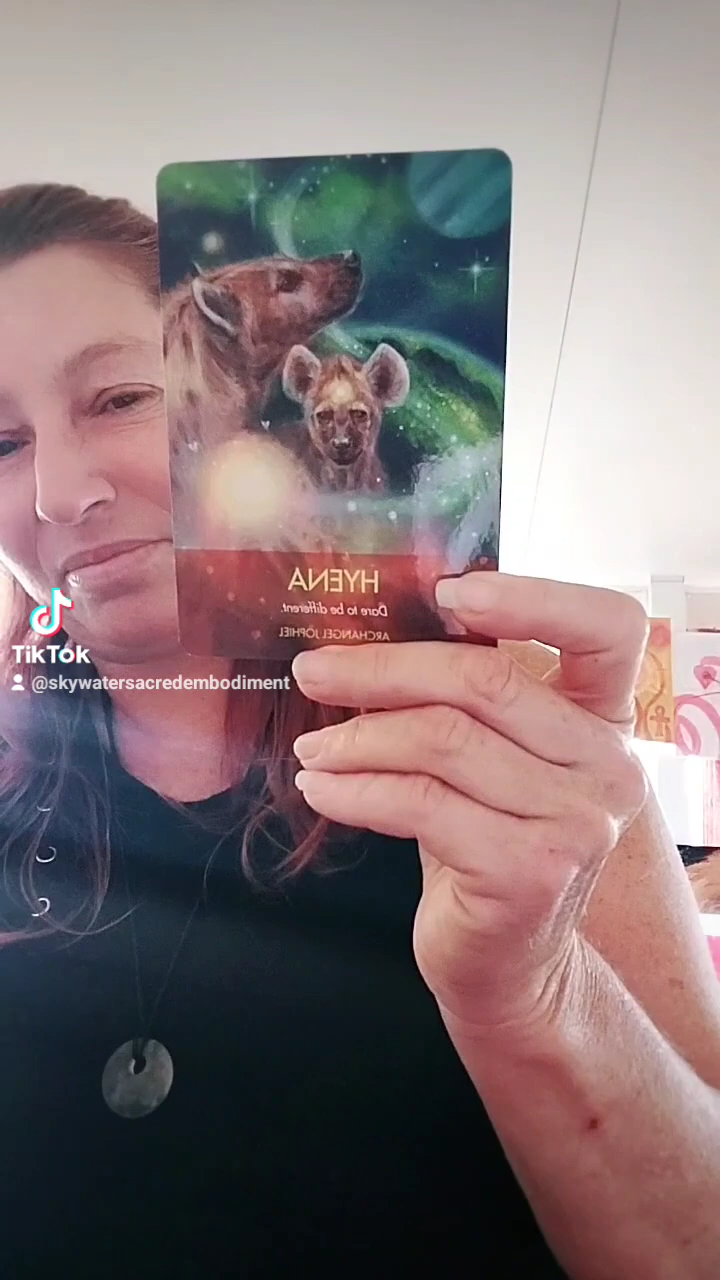 HYENA
Dare to be different.
ARCHANGEL JOPHIEL
TikTok
@skywatersacredembodiment